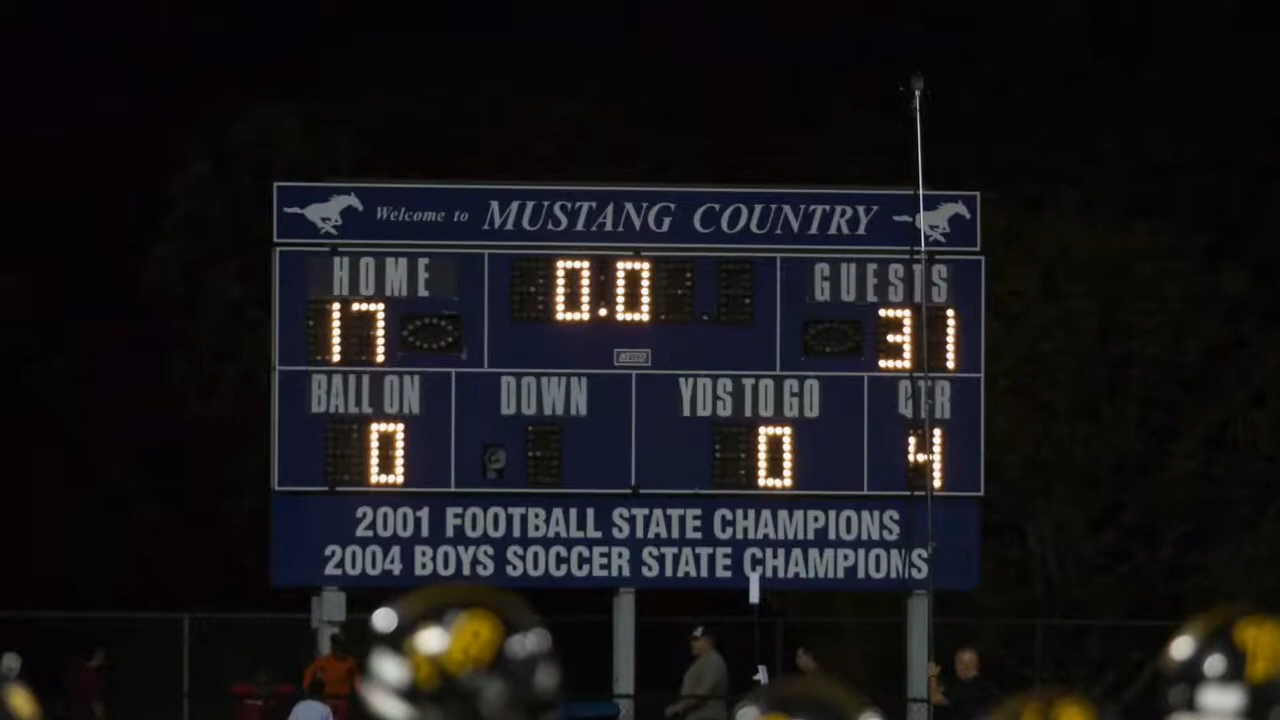 Welcome to MUSTANG COUNTRY
HOME 0.0 GUESTS
17 31
BALL ON DOWN YDS TO GO QTR
0 0 4
2001 FOOTBALL STATE CHAMPIONS
2004 BOYS SOCCER STATE CHAMPIONS